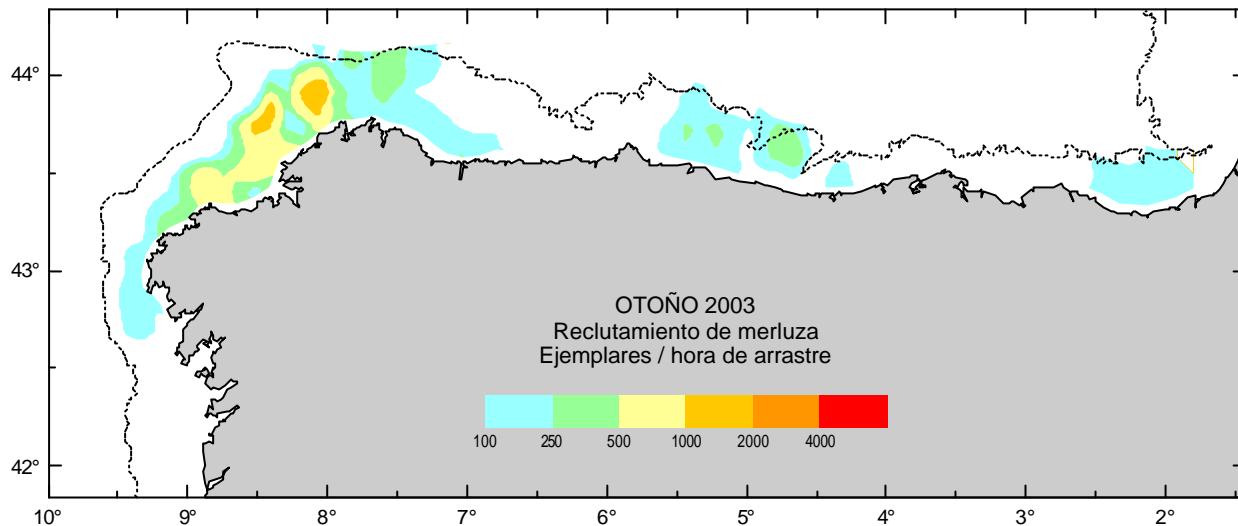 44°
43°
42°
OTOÑO 2003
Reclutamiento de merluza
Ejemplares / hora de arrastre
100 250 500 1000 2000 4000
10° 9° 8° 7° 6° 5° 4° 3° 2°